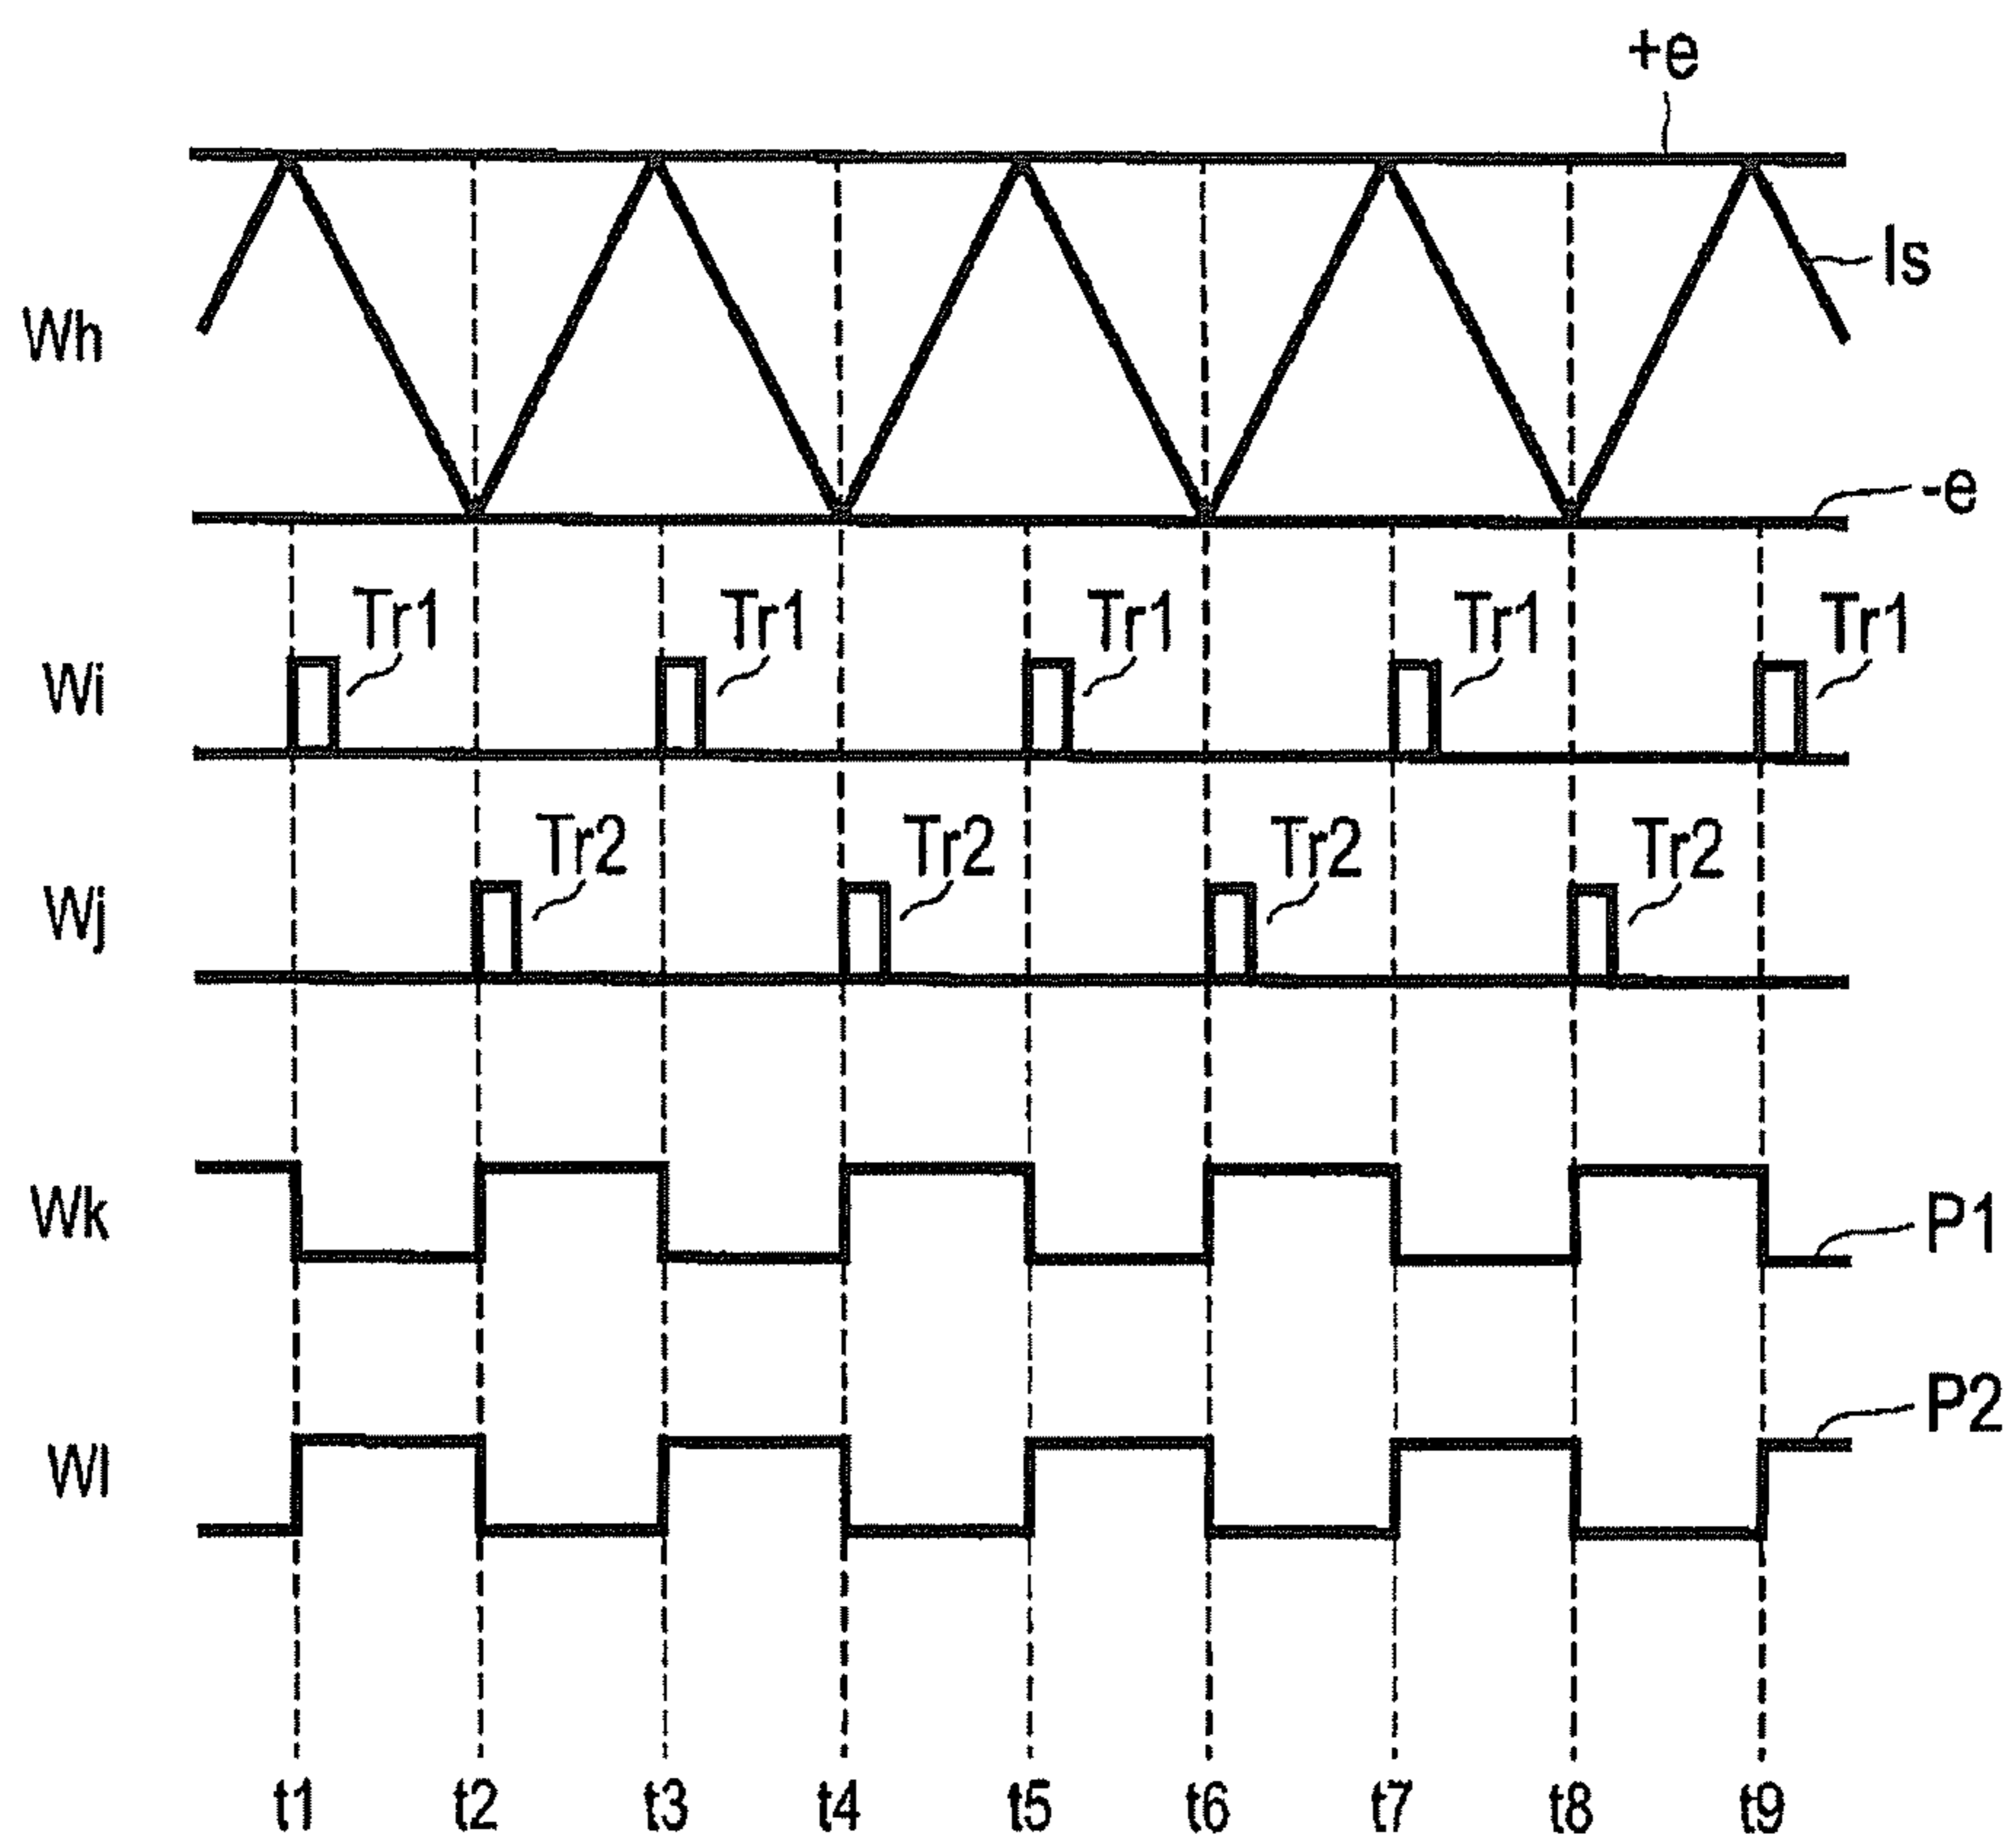 +e
Is
Wh
-e
Tr1 Tr1 Tr1 Tr1 Tr1
Wi
Tr2 Tr2 Tr2 Tr2
Wj
Wk
P1
P2
Wl
t1 t2 t3 t4 t5 t6 t7 t8 t9